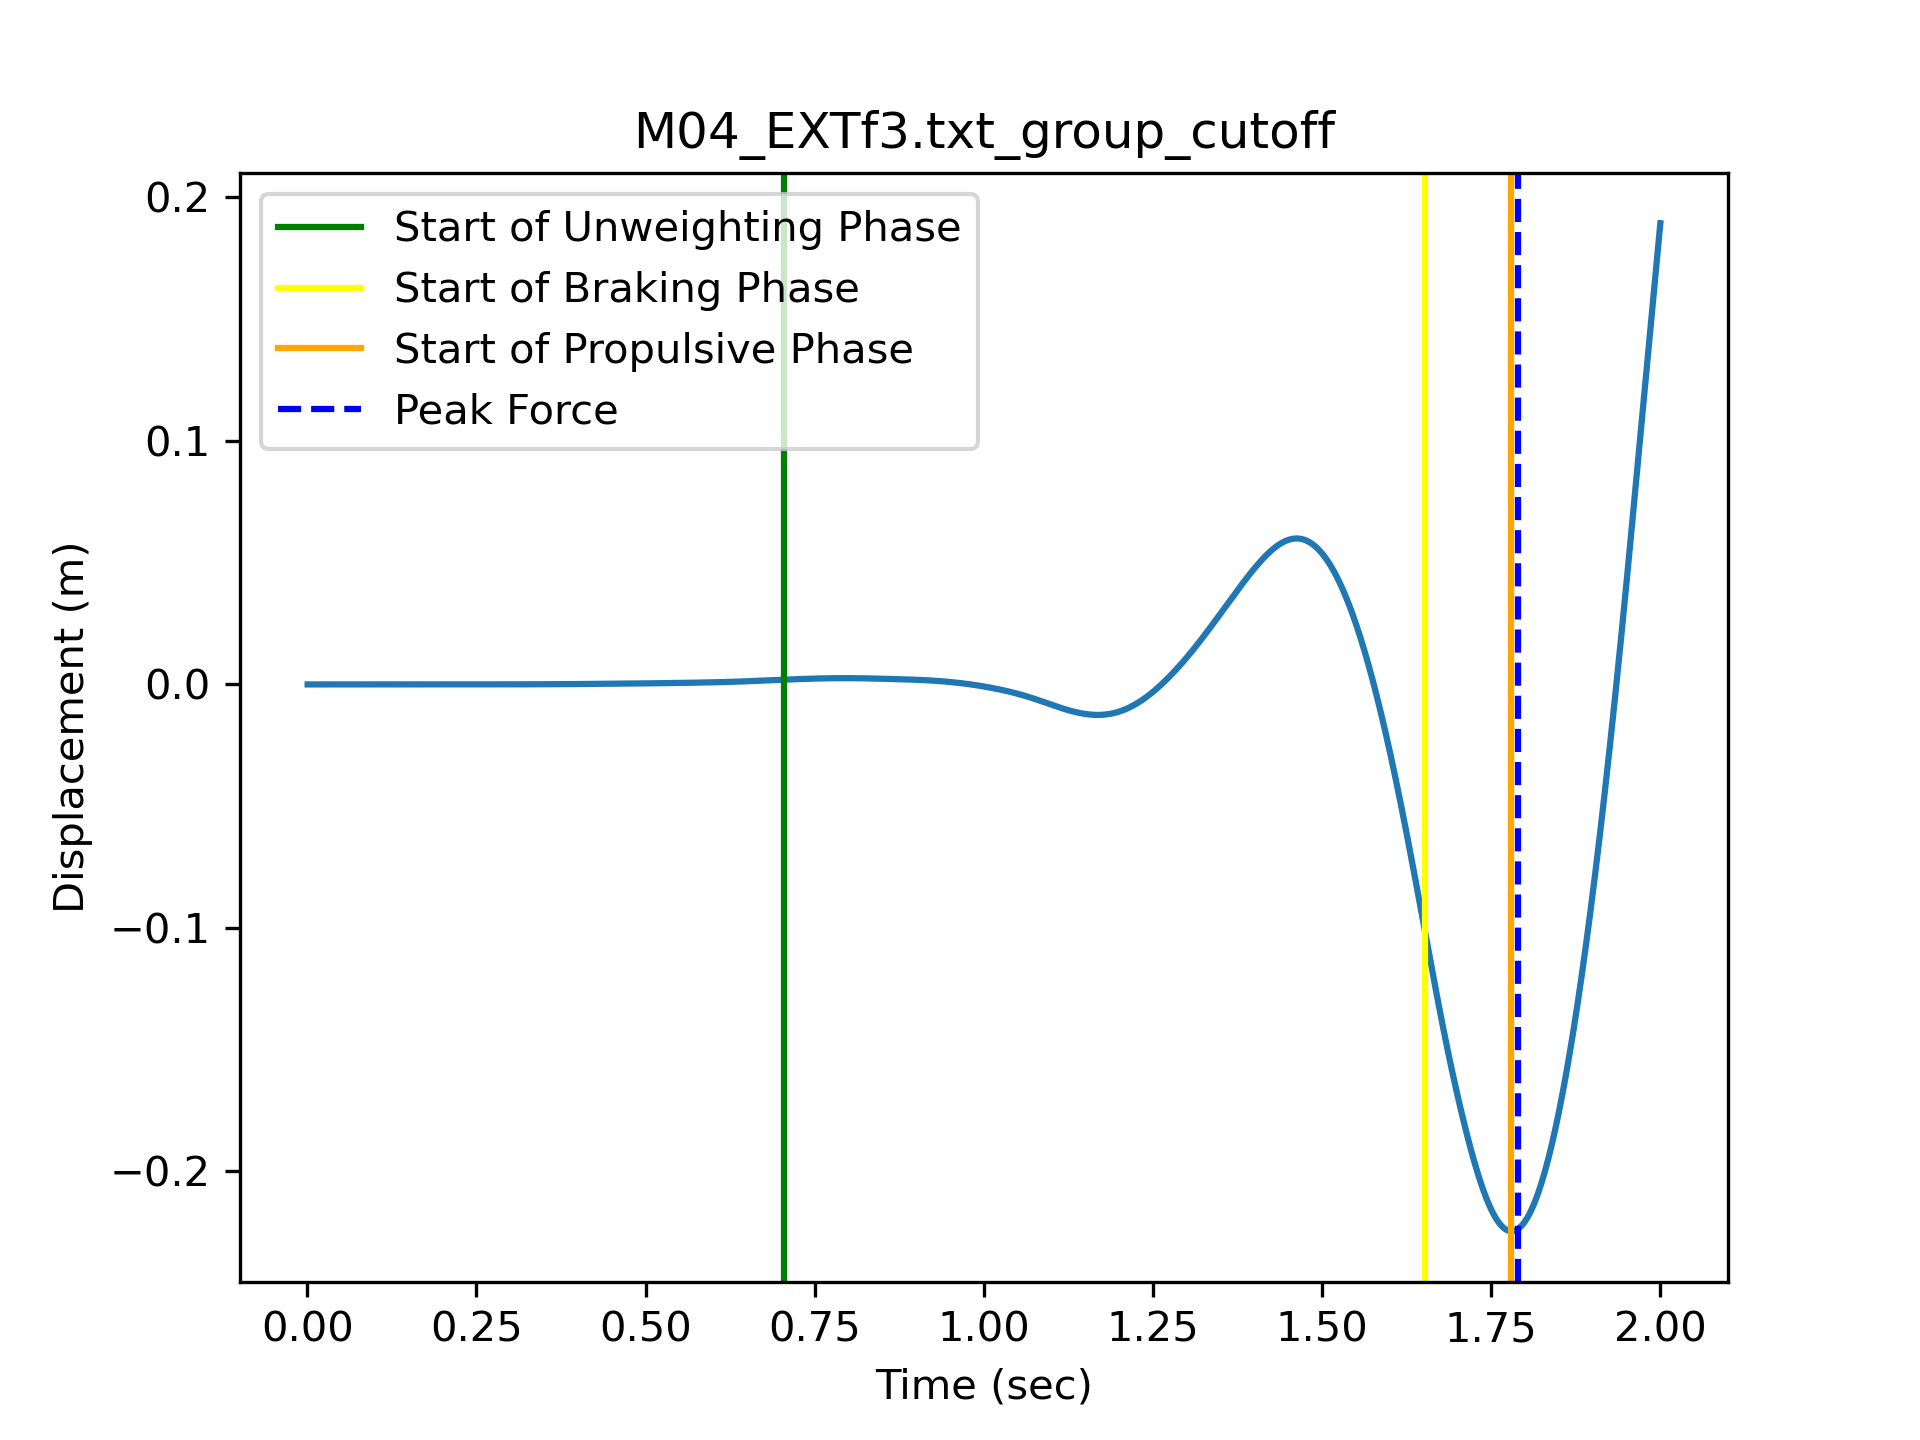 M04_EXTf3.txt_group_cutoff
Start of Unweighting Phase
Start of Braking Phase
Start of Propulsive Phase
Peak Force
0.2
0.1
0.0
−0.1
−0.2
Displacement (m)
0.00 0.25 0.50 0.75 1.00 1.25 1.50 1.75 2.00
Time (sec)